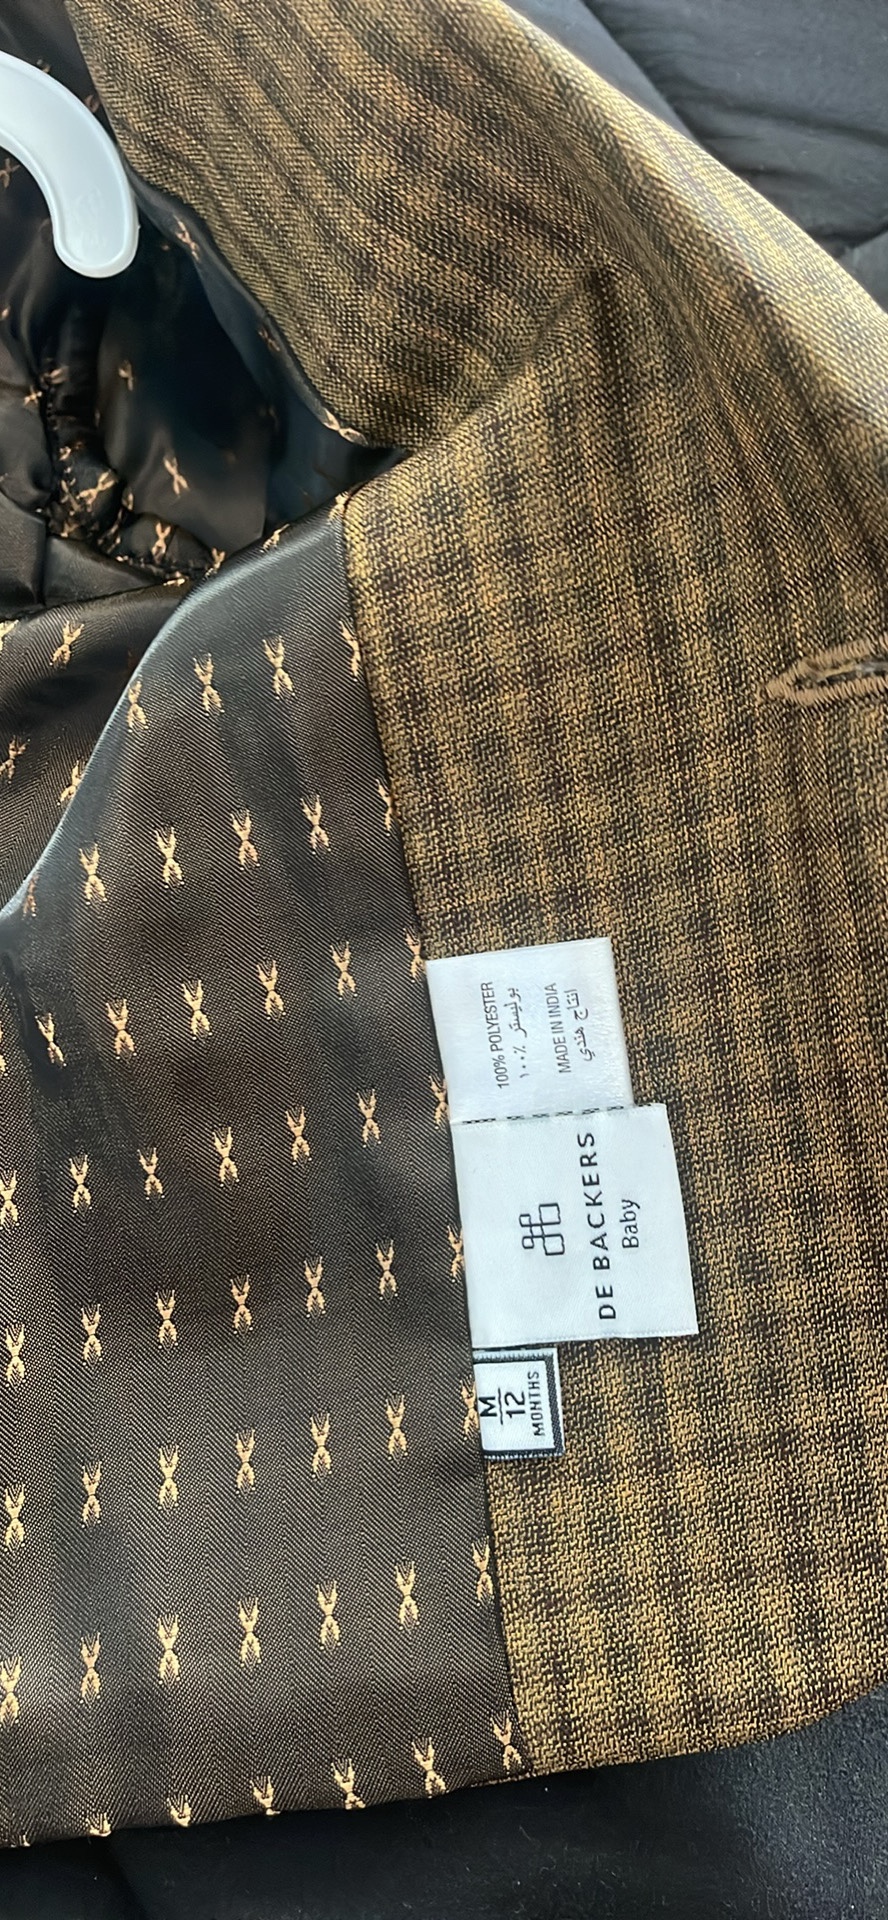 100% POLYESTER
١٠٠٪ بوليستر
MADE IN INDIA
انتاج هندي
DE BACKERS
Baby
M
12
MONTHS